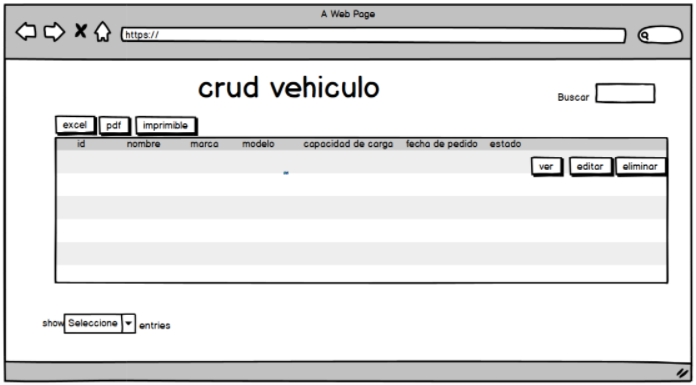 A Web Page
https://
crud vehiculo
Buscar
excel pdf imprimible
id nombre marca modelo capacidad de carga fecha de pedido estado
ver editar eliminar
show Seleccione entries